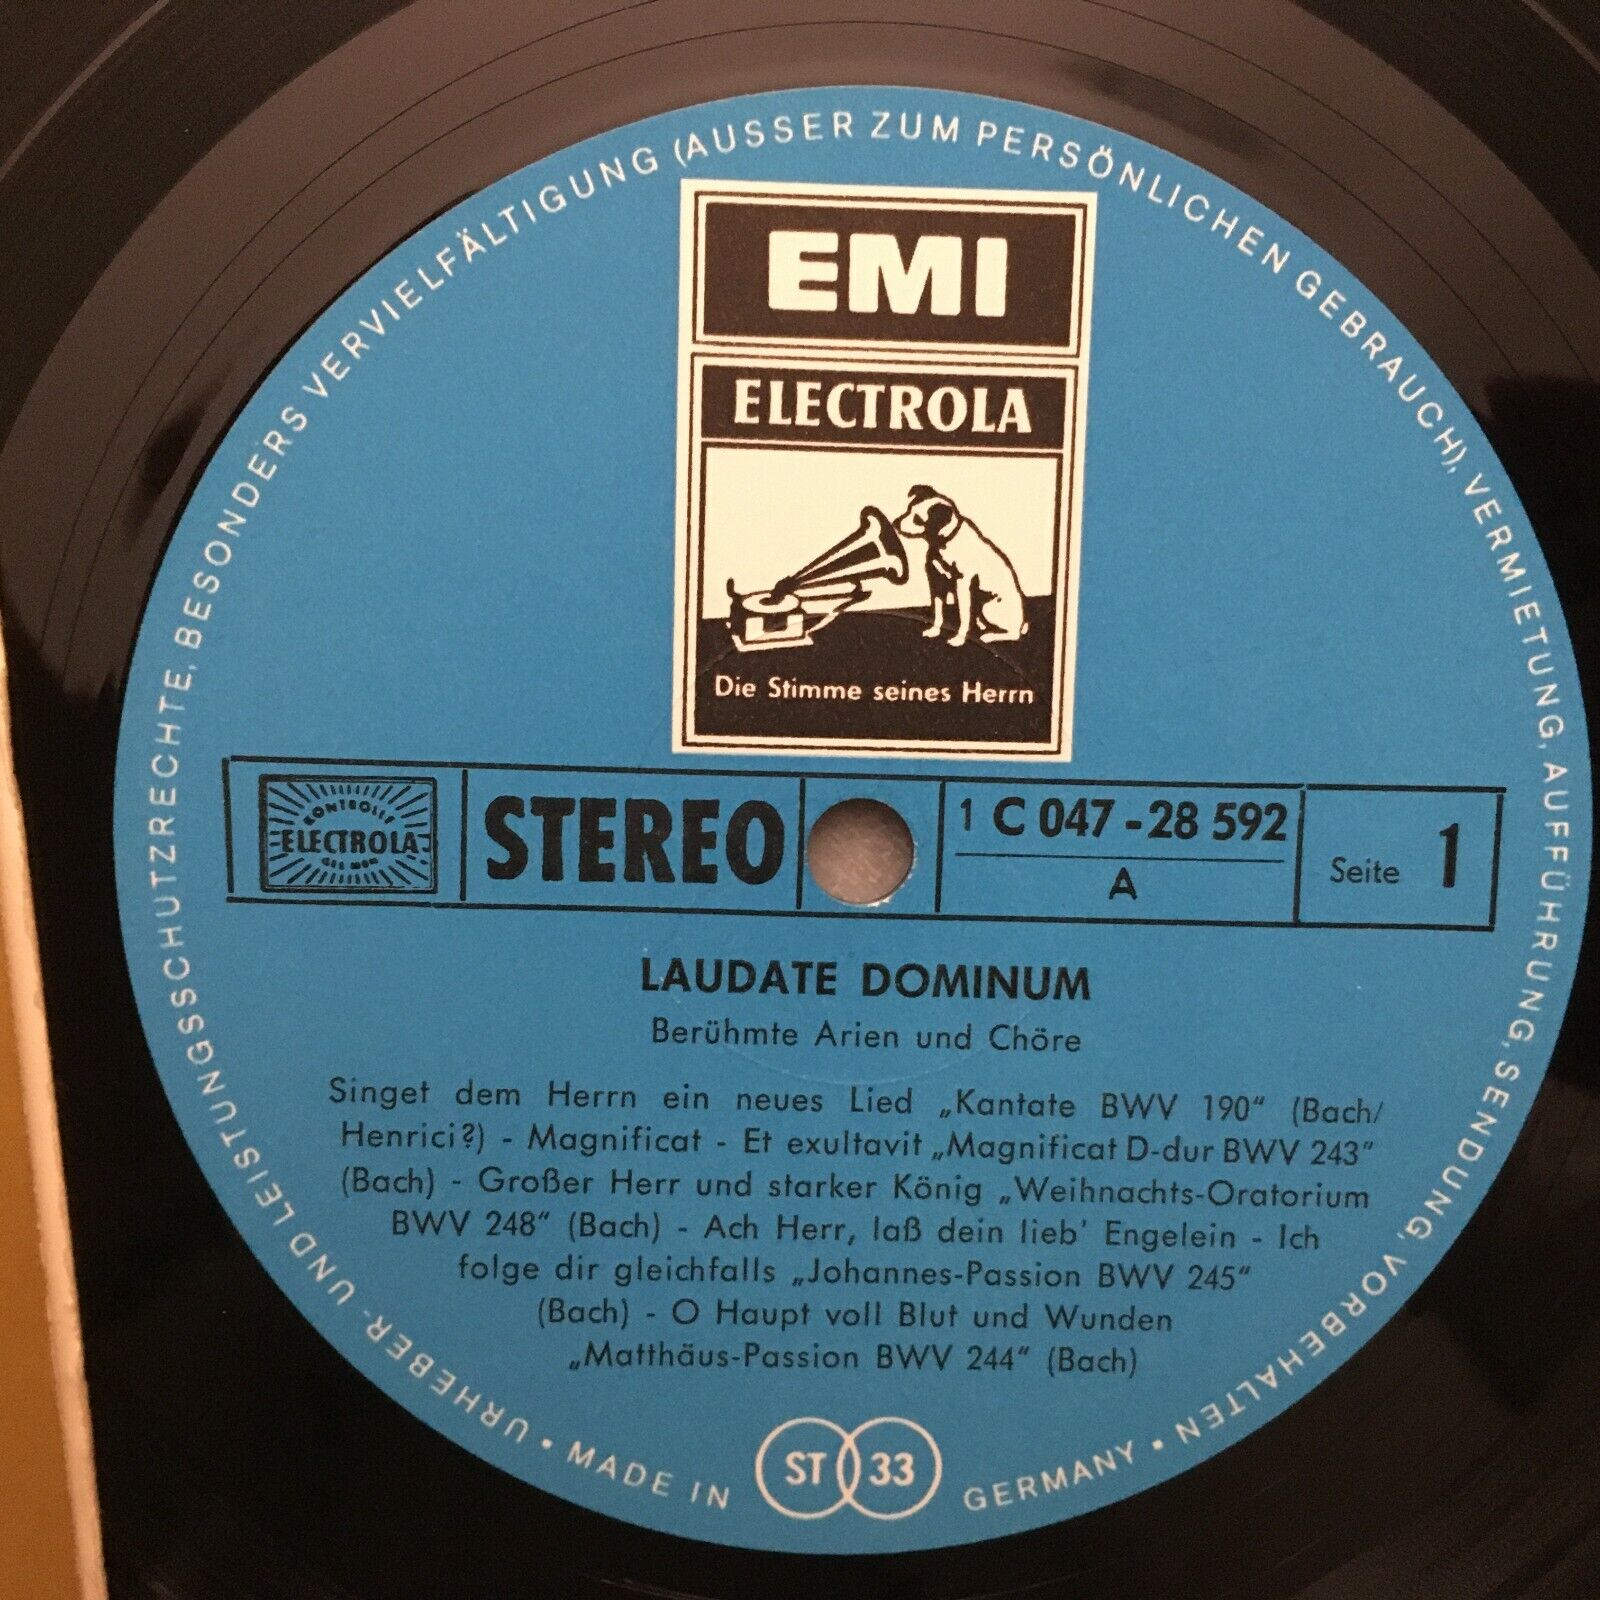 URHEBER- UND LEISTUNGSSCHUTZRECHTE, BESONDERS VERVIELFÄLTIGUNG (AUSSER ZUM PERSÖNLICHEN GEBRAUCH), VERMIETUNG, AUFFÜHRUNG, SENDUNG, VORBEHALTEN • MADE IN GERMANY •
EMI
ELECTROLA
Die Stimme seines Herrn
KONTROLLE
ELECTROLA
STEREO
1 C 047-28 592
A
Seite 1
LAUDATE DOMINUM
Berühmte Arien und Chöre
Singet dem Herrn ein neues Lied „Kantate BWV 190“ (Bach/
Henrici?) - Magnificat - Et exultavit „Magnificat D-dur BWV 243“
(Bach) - Großer Herr und starker König „Weihnachts-Oratorium
BWV 248“ (Bach) - Ach Herr, laß dein lieb' Engelein - Ich
folge dir gleichfalls „Johannes-Passion BWV 245“
(Bach) - O Haupt voll Blut und Wunden
„Matthäus-Passion BWV 244“ (Bach)
ST 33